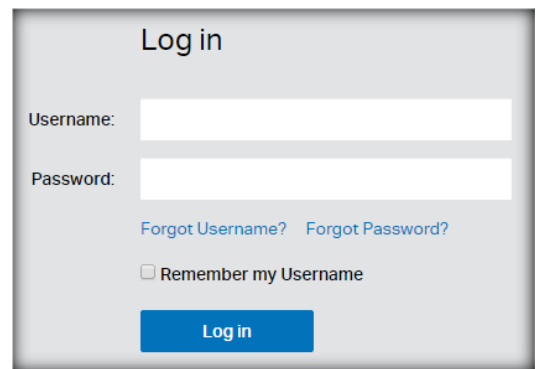 Log in
Username:
Password:
Forgot Username? Forgot Password?
Remember my Username
Log in